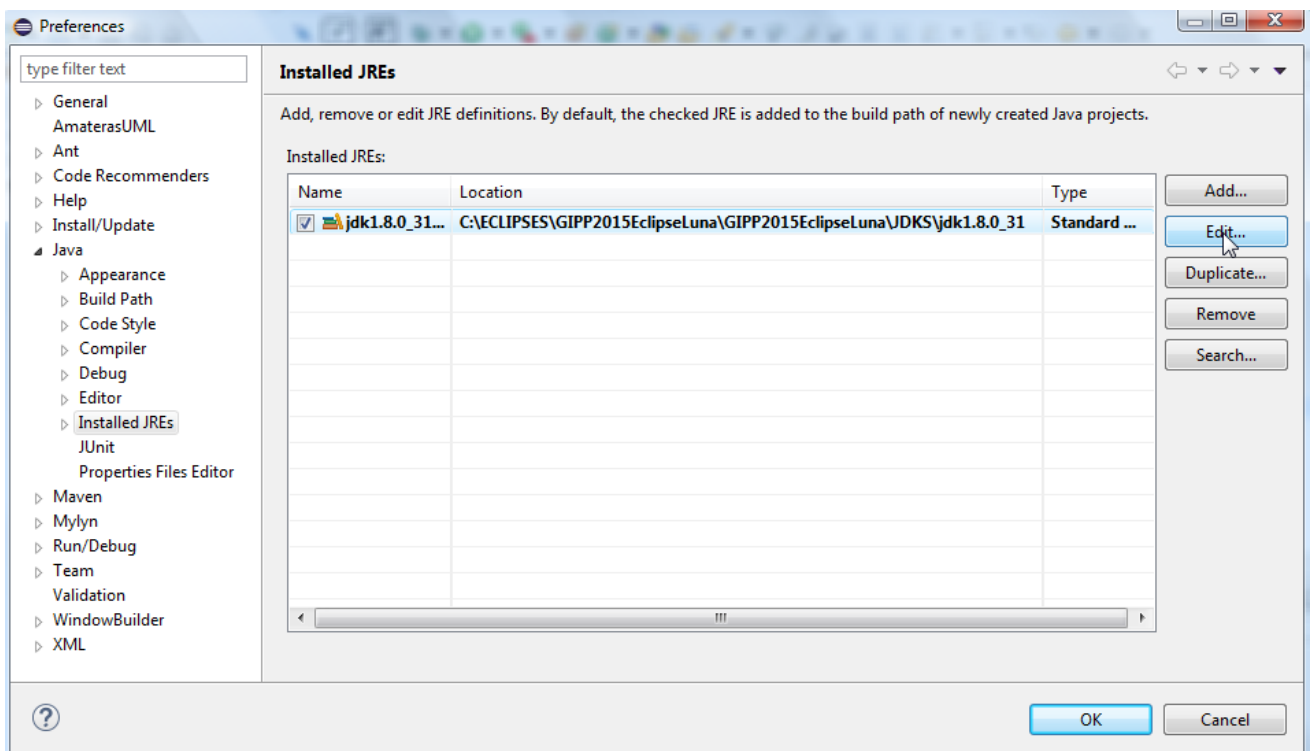 Preferences
type filter text
General
AmaterasUML
Ant
Code Recommenders
Help
Install/Update
Java
Appearance
Build Path
Code Style
Compiler
Debug
Editor
Installed JREs
JUnit
Properties Files Editor
Maven
Mylyn
Run/Debug
Team
Validation
WindowBuilder
XML
Installed JREs
Add, remove or edit JRE definitions. By default, the checked JRE is added to the build path of newly created Java projects.
Installed JREs:
Name Location Type
jdk1.8.0_31... C:\ECLIPSES\GIPP2015EclipseLuna\GIPP2015EclipseLuna\JDKS\jdk1.8.0_31 Standard ...
Add...
Edit...
Duplicate...
Remove
Search...
OK Cancel